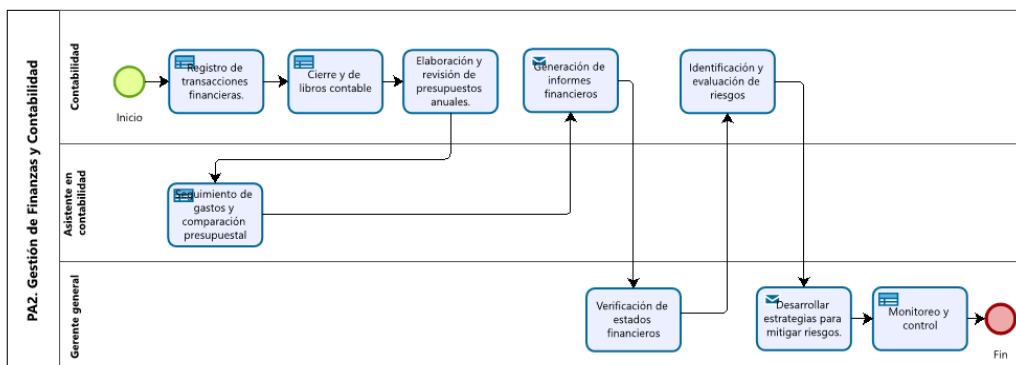 PA2. Gestión de Finanzas y Contabilidad
Contabilidad
Inicio
Registro de
transacciones
financieras.
Cierre y de
libros contable
Elaboración y
revisión de
presupuestos
anuales.
Generación de
informes
financieros
Identificación y
evaluación de
riesgos
Asistente en
contabilidad
Seguimiento de
gastos y
comparación
presupuestal
Gerente general
Verificación de
estados
financieros
Desarrollar
estrategias para
mitigar riesgos.
Monitoreo y
control
Fin